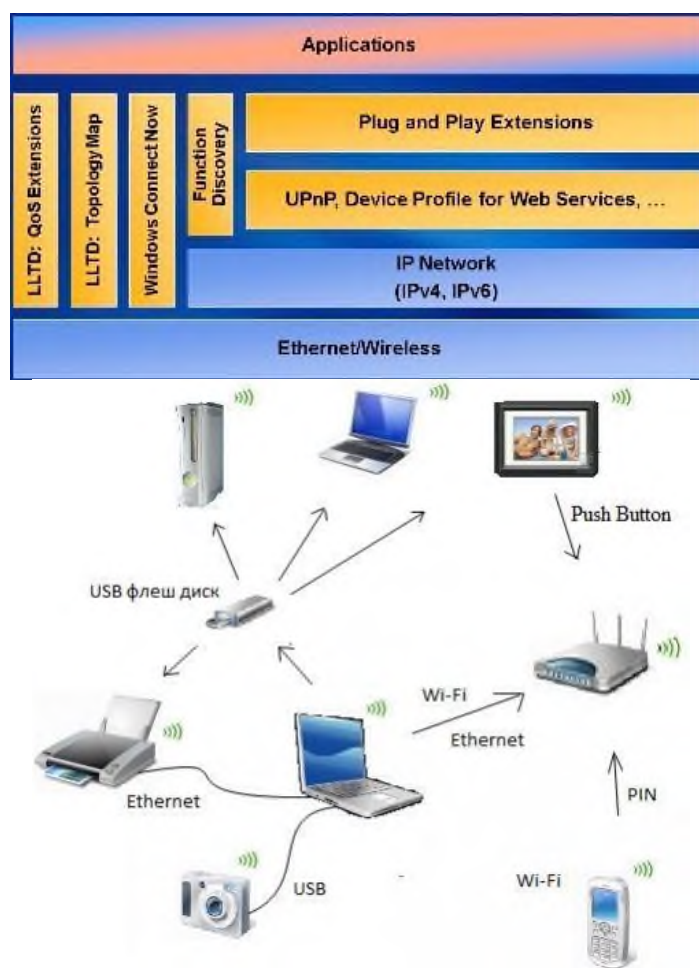 Applications
LLTD: QoS Extensions
LLTD: Topology Map
Windows Connect Now
Function
Discovery
Plug and Play Extensions
UPnP, Device Profile for Web Services, ...
IP Network
(IPv4, IPv6)
Ethernet/Wireless
Push Button
USB флеш диск
Wi-Fi
Ethernet
Ethernet
PIN
USB
Wi-Fi